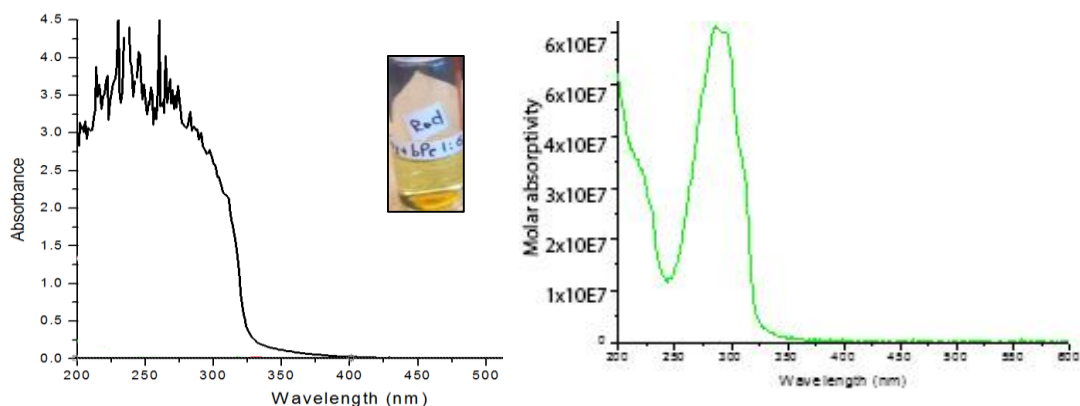 4.5
4.0
3.5
3.0
2.5
2.0
1.5
1.0
0.5
0.0
Absorbance
200 250 300 350 400 450 500
Wavelength (nm)
Red
+bPc 1:
6x10E7
6x10E7
4x10E7
3x10E7
2x10E7
1x10E7
0
Molar absorptivity
200 250 300 350 400 450 500 550 600
Wavelength (nm)